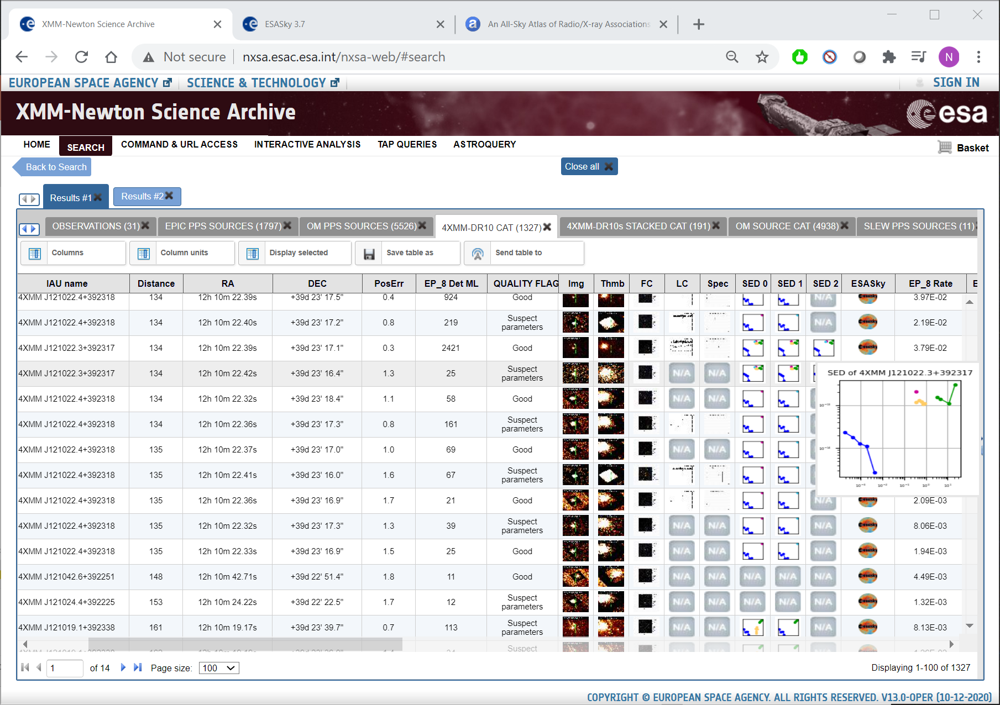 XMM-Newton Science Archive
ESASky 3.7
An All-Sky Atlas of Radio/X-ray Associations
Not secure
nxsa.esac.esa.int/nxsa-web/#search
N
EUROPEAN SPACE AGENCY
SCIENCE & TECHNOLOGY
SIGN IN
XMM-Newton Science Archive
esa
HOME
SEARCH
COMMAND & URL ACCESS
INTERACTIVE ANALYSIS
TAP QUERIES
ASTROQUERY
Basket
Back to Search
Close all
Results #1
Results #2
OBSERVATIONS (31)
EPIC PPS SOURCES (1797)
OM PPS SOURCES (5526)
4XMM-DR10 CAT (1327)
4XMM-DR10s STACKED CAT (191)
OM SOURCE CAT (4938)
SLEW PPS SOURCES (11)
Columns
Column units
Display selected
Save table as
Send table to
IAU name Distance RA DEC PosErr EP_8 Det ML QUALITY FLAG Img Thmb FC LC Spec SED 0 SED 1 SED 2 ESASky EP_8 Rate E
4XMM J121022.4+392318 134 12h 10m 22.39s +39d 23' 17.5" 0.4 924 Good N/A 3.97E-02
4XMM J121022.4+392318 134 12h 10m 22.40s +39d 23' 17.2" 0.8 219 Suspect parameters N/A 2.19E-02
4XMM J121022.3+392317 134 12h 10m 22.39s +39d 23' 17.1" 0.3 2421 Good 3.79E-02
4XMM J121022.3+392317 134 12h 10m 22.42s +39d 23' 16.4" 1.3 25 Suspect parameters N/A N/A
SED of 4XMM J121022.3+392317
4XMM J121022.4+392318 134 12h 10m 22.32s +39d 23' 18.4" 1.1 58 Good N/A N/A
4XMM J121022.4+392318 134 12h 10m 22.36s +39d 23' 17.3" 0.8 161 Suspect parameters
4XMM J121022.4+392318 135 12h 10m 22.37s +39d 23' 17.0" 1.0 69 Good N/A N/A
4XMM J121022.4+392318 135 12h 10m 22.41s +39d 23' 16.0" 1.6 67 Suspect parameters
4XMM J121022.4+392318 135 12h 10m 22.36s +39d 23' 16.9" 1.7 21 Good N/A 2.09E-03
4XMM J121022.4+392318 135 12h 10m 22.32s +39d 23' 17.3" 1.3 39 Suspect parameters N/A N/A N/A 8.06E-03
4XMM J121022.4+392318 135 12h 10m 22.33s +39d 23' 16.9" 1.5 25 Good N/A N/A N/A 1.94E-03
4XMM J121042.6+392251 148 12h 10m 42.71s +39d 22' 51.4" 1.8 11 Good N/A N/A N/A N/A N/A 4.49E-03
4XMM J121024.4+392225 153 12h 10m 24.22s +39d 22' 22.5" 1.7 12 Suspect parameters N/A N/A N/A N/A N/A 1.32E-03
4XMM J121019.1+392338 161 12h 10m 19.17s +39d 23' 39.7" 0.7 113 Suspect parameters N/A N/A N/A 8.13E-03
Suspect
1 of 14 Page size: 100
Displaying 1-100 of 1327
COPYRIGHT © EUROPEAN SPACE AGENCY. ALL RIGHTS RESERVED. V13.0-OPER (10-12-2020)